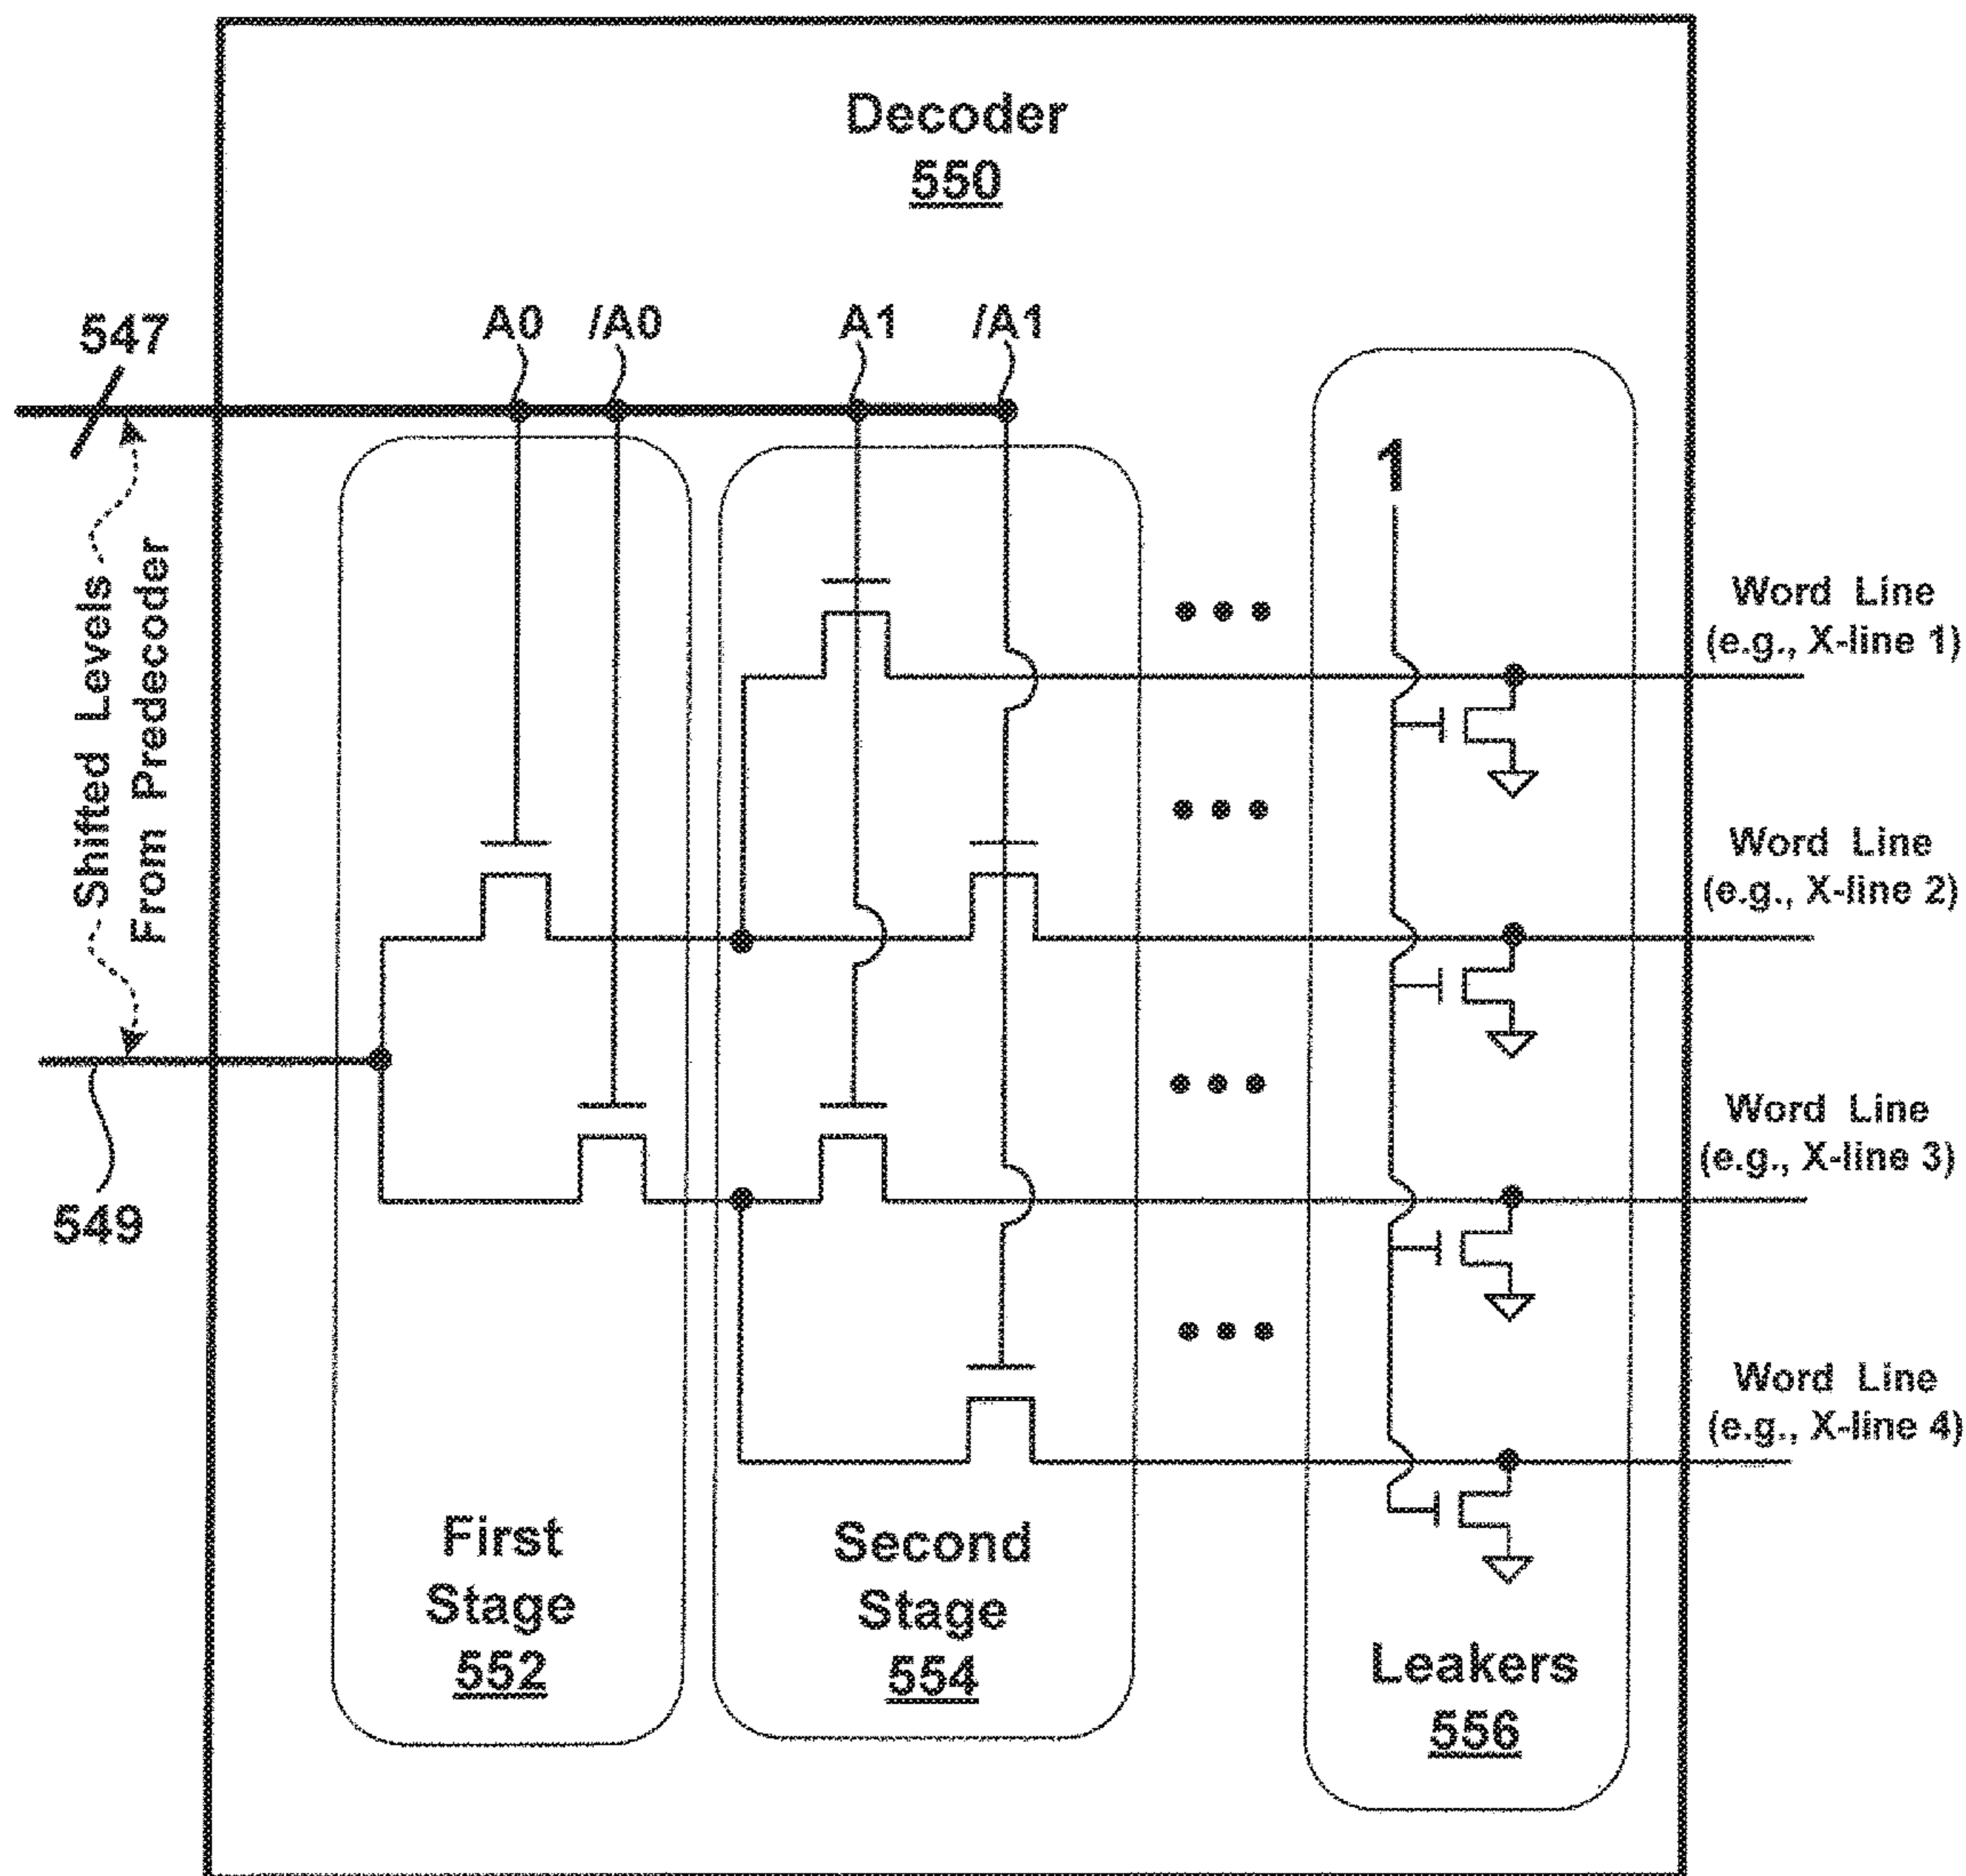 Decoder
550
547
A0 /A0 A1 /A1
Shifted Levels
From Predecoder
549
1
Word Line
(e.g., X-line 1)
Word Line
(e.g., X-line 2)
Word Line
(e.g., X-line 3)
Word Line
(e.g., X-line 4)
First
Stage
552
Second
Stage
554
Leakers
556